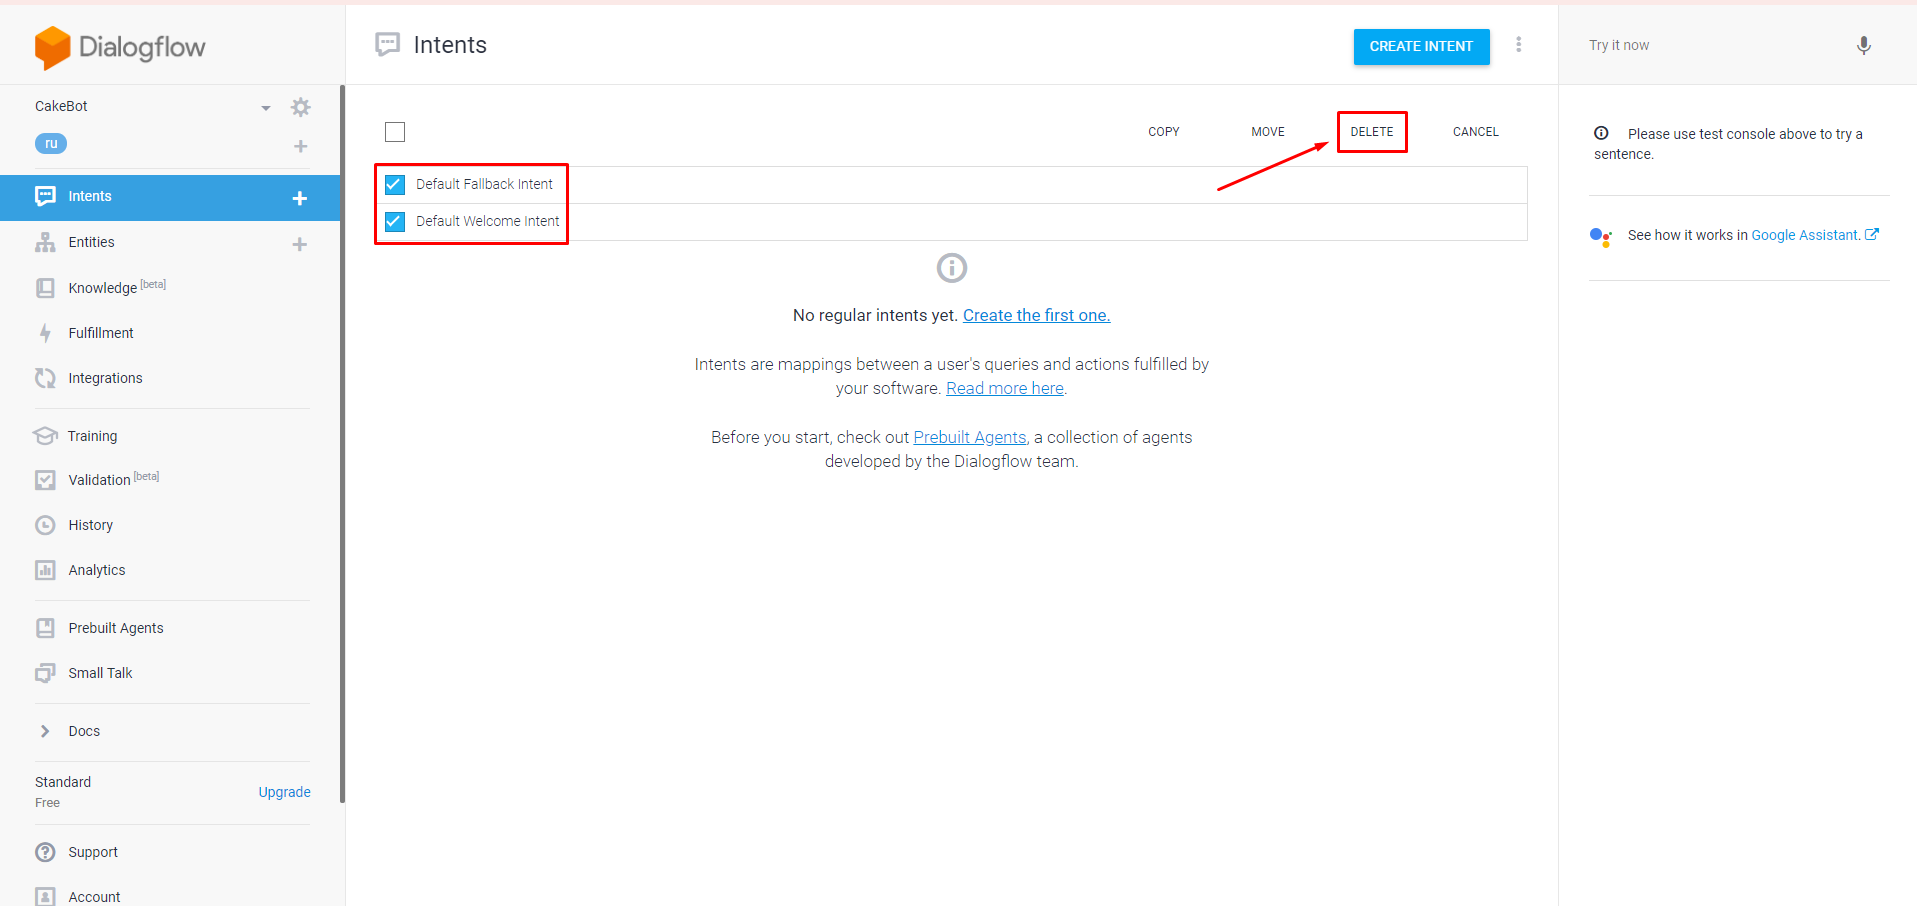 Dialogflow
CakeBot
ru
Intents
Entities
Knowledge [beta]
Fulfillment
Integrations
Training
Validation [beta]
History
Analytics
Prebuilt Agents
Small Talk
Docs
Standard
Free
Upgrade
Support
Account
Intents
CREATE INTENT
COPY MOVE DELETE CANCEL
Default Fallback Intent
Default Welcome Intent
No regular intents yet. Create the first one.
Intents are mappings between a user's queries and actions fulfilled by
your software. Read more here.
Before you start, check out Prebuilt Agents, a collection of agents
developed by the Dialogflow team.
Try it now
Please use test console above to try a
sentence.
See how it works in Google Assistant.